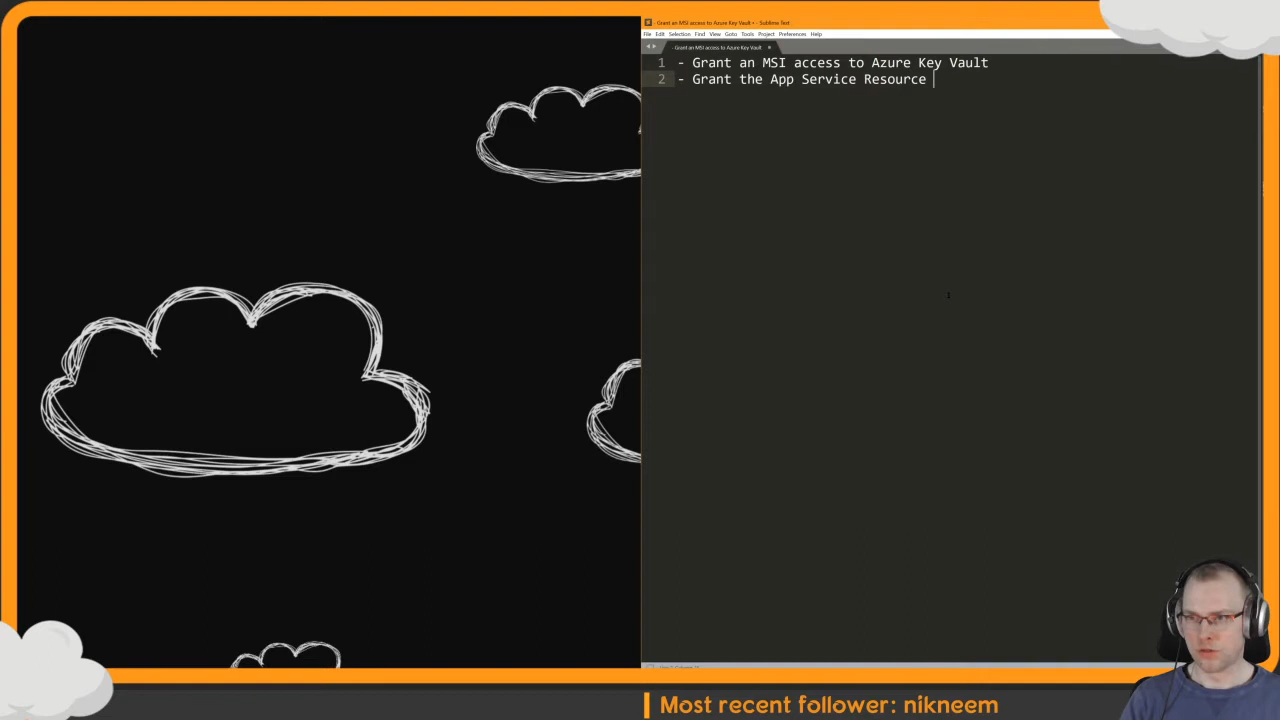 - Grant an MSI access to Azure Key Vault • - Sublime Text
File Edit Selection Find View Goto Tools Project Preferences Help
- Grant an MSI access to Azure Key Vault
1 - Grant an MSI access to Azure Key Vault
2 - Grant the App Service Resource
Most recent follower: nikneem